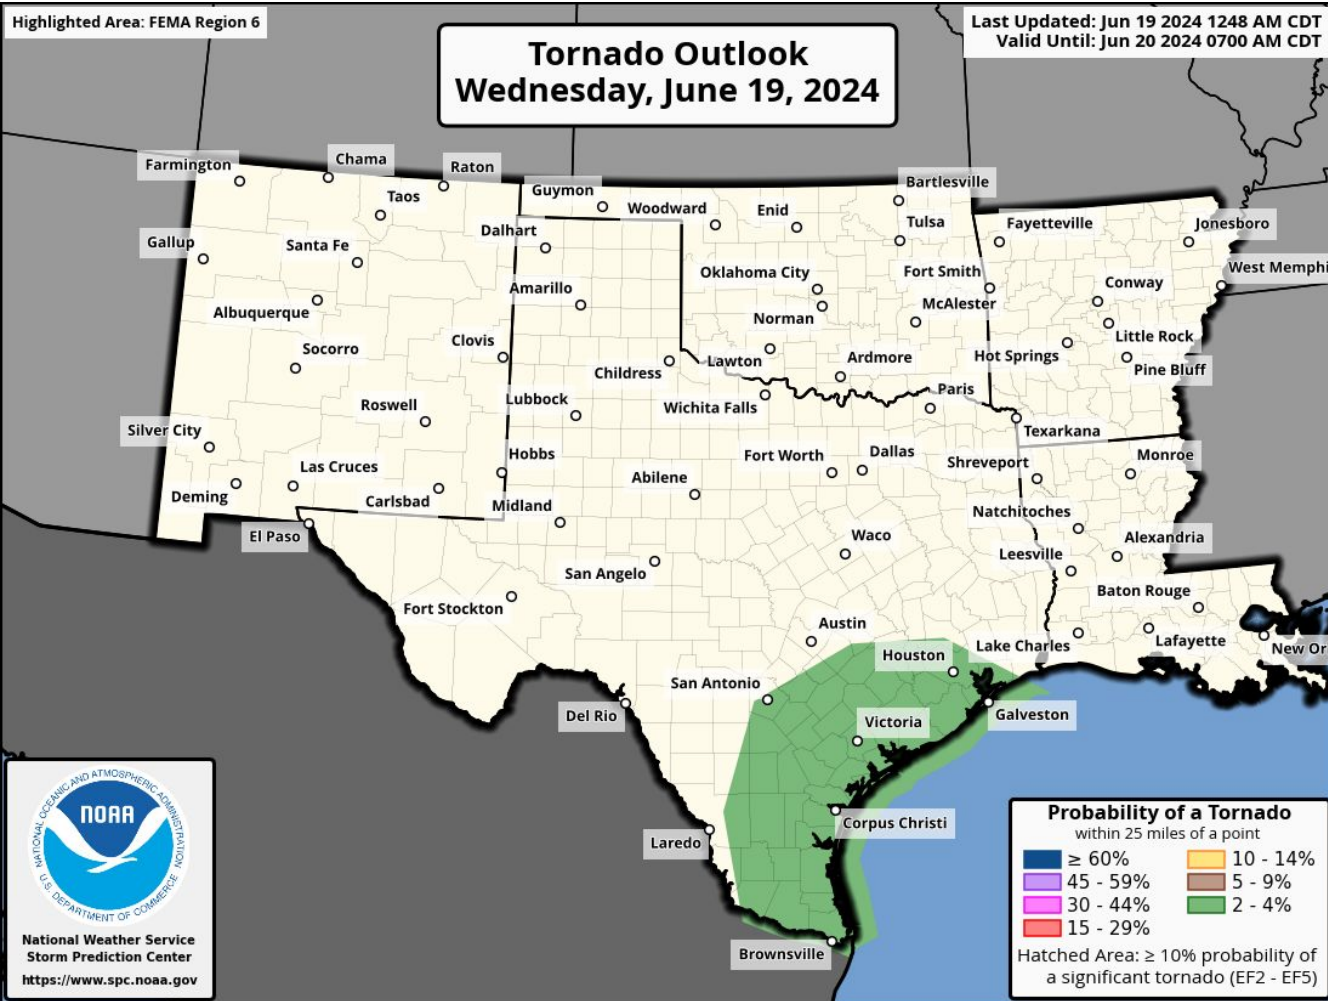 Highlighted Area: FEMA Region 6
Last Updated: Jun 19 2024 1248 AM CDT
Valid Until: Jun 20 2024 0700 AM CDT
Tornado Outlook
Wednesday, June 19, 2024
Farmington
Chama
Raton
Taos
Guymon
Woodward
Enid
Bartlesville
Tulsa
Fayetteville
Jonesboro
Gallup
Santa Fe
Dalhart
Oklahoma City
Fort Smith
West Memphi
Amarillo
Conway
Albuquerque
Norman
McAlester
Socorro
Clovis
Little Rock
Childress
Lawton
Ardmore
Hot Springs
Pine Bluff
Roswell
Lubbock
Wichita Falls
Paris
Silver City
Texarkana
Las Cruces
Hobbs
Fort Worth
Dallas
Shreveport
Monroe
Deming
Carlsbad
Midland
Abilene
Natchitoches
El Paso
Waco
Leesville
Alexandria
San Angelo
Baton Rouge
Fort Stockton
Austin
Lake Charles
Lafayette
New Or
Houston
San Antonio
Del Rio
Victoria
Galveston
Corpus Christi
Laredo
Brownsville
NATIONAL OCEANIC AND ATMOSPHERIC ADMINISTRATION
NOAA
U.S. DEPARTMENT OF COMMERCE
National Weather Service
Storm Prediction Center
https://www.spc.noaa.gov
Probability of a Tornado
within 25 miles of a point
≥ 60%
10 - 14%
45 - 59%
5 - 9%
30 - 44%
2 - 4%
15 - 29%
Hatched Area: ≥ 10% probability of
a significant tornado (EF2 - EF5)